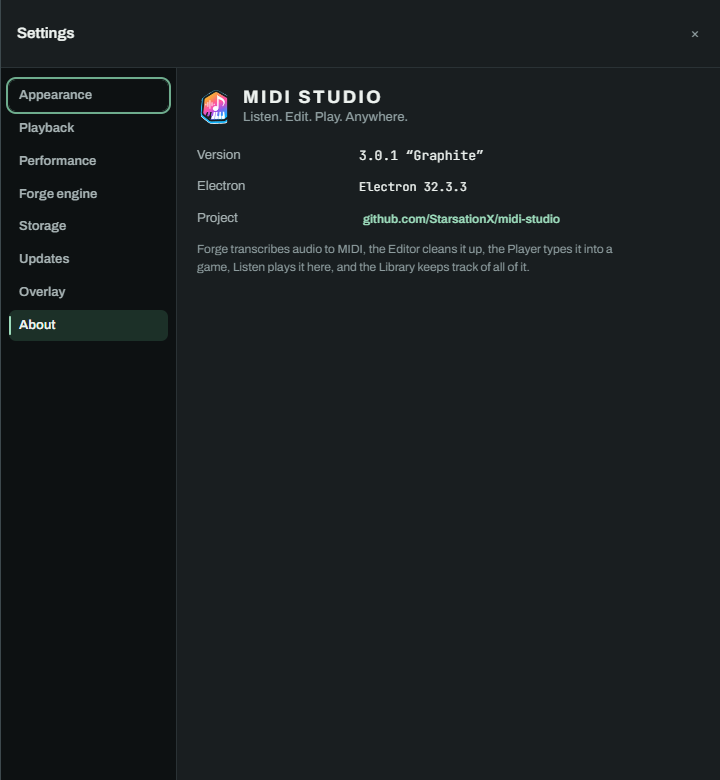 Settings
×
Appearance
Playback
Performance
Forge engine
Storage
Updates
Overlay
About
MIDI STUDIO
Listen. Edit. Play. Anywhere.
Version 3.0.1 “Graphite”
Electron Electron 32.3.3
Project github.com/StarsationX/midi-studio
Forge transcribes audio to MIDI, the Editor cleans it up, the Player types it into a
game, Listen plays it here, and the Library keeps track of all of it.